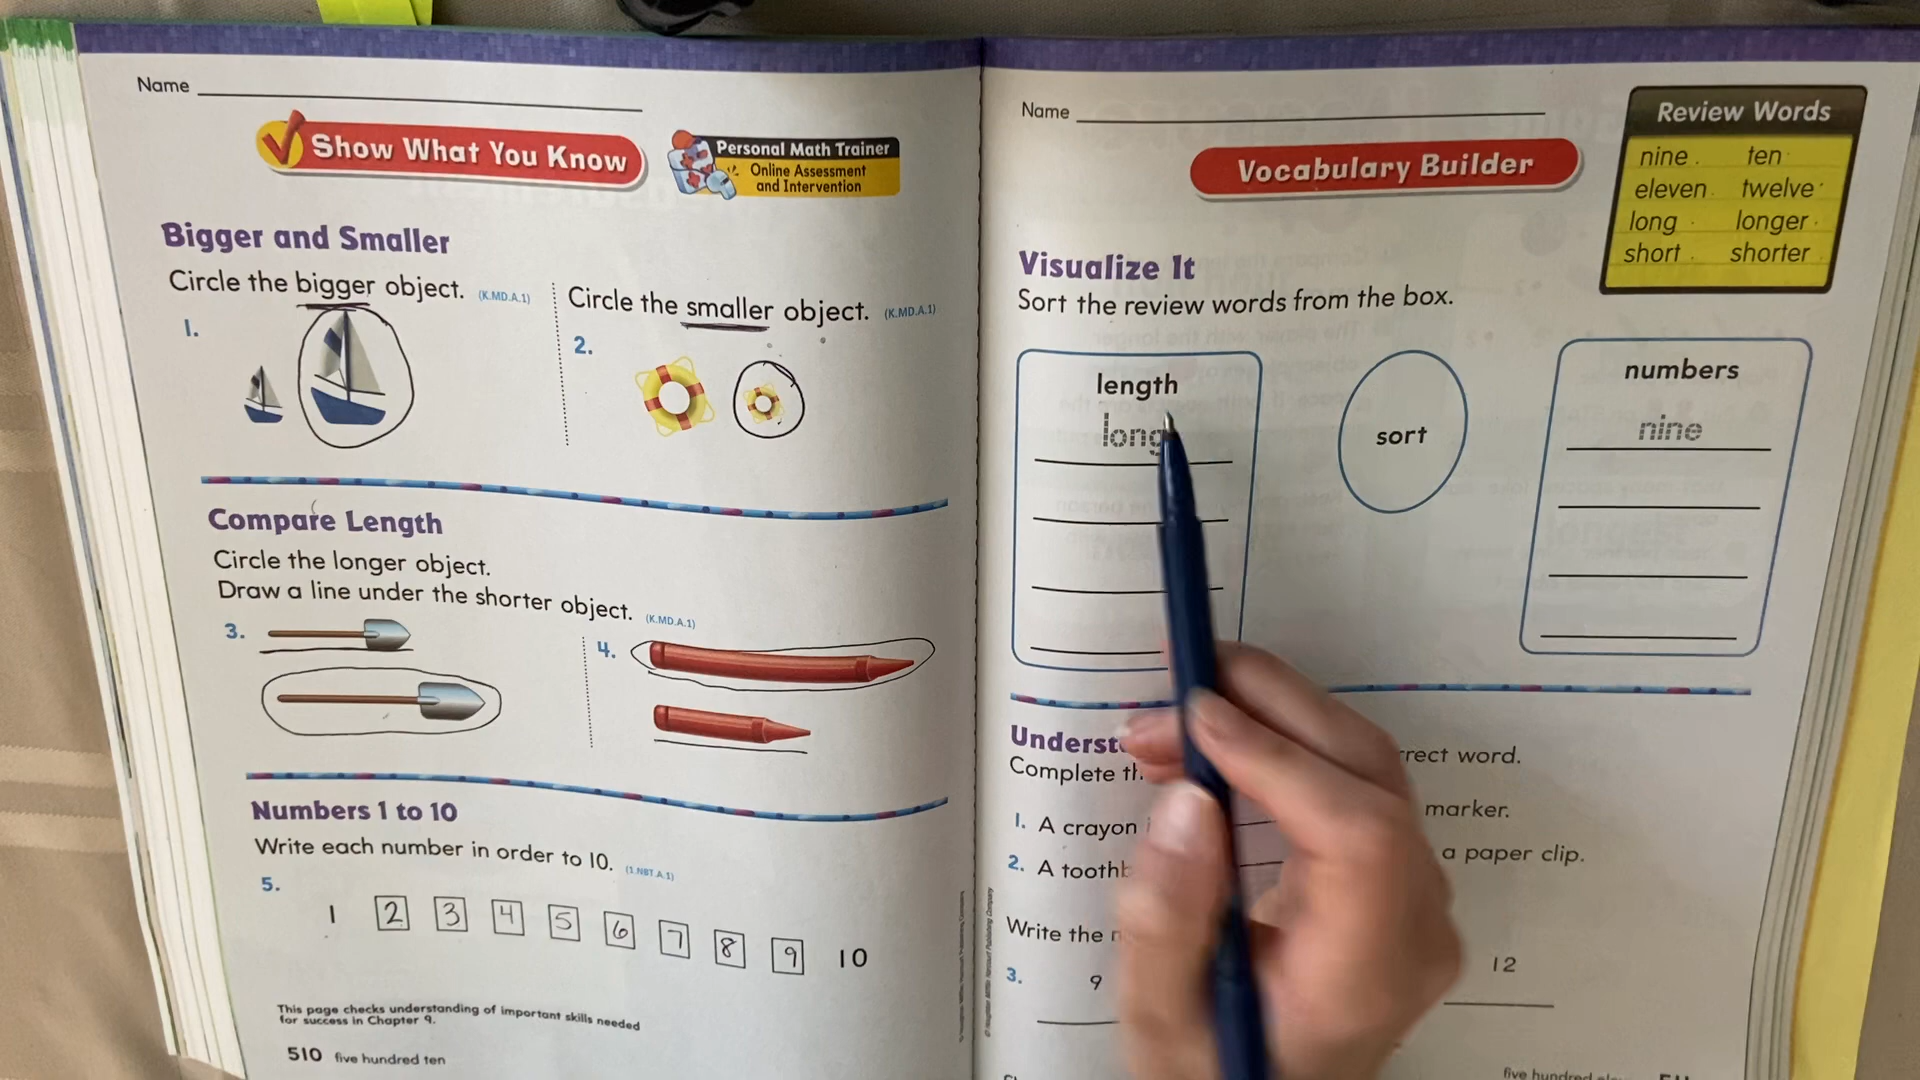 Name
Show What You Know
Personal Math Trainer
Online Assessment
and Intervention
Bigger and Smaller
Circle the bigger object. (K.MD.A.1)
1.
Circle the smaller object. (K.MD.A.1)
2.
Compare Length
Circle the longer object.
Draw a line under the shorter object. (K.MD.A.1)
3.
4.
Numbers 1 to 10
Write each number in order to 10. (1.NBT.A.1)
5.
1 2 3 4 5 6 7 8 9 10
This page checks understanding of important skills needed
for success in Chapter 9.
510 five hundred ten
Name
Review Words
nine ten
eleven twelve
long longer
short shorter
Vocabulary Builder
Visualize It
Sort the review words from the box.
length
long
sort
numbers
nine
Complete rrect word.
1. A crayon marker.
2. A a paper clip.
Write the
3. 9 12
five hundred